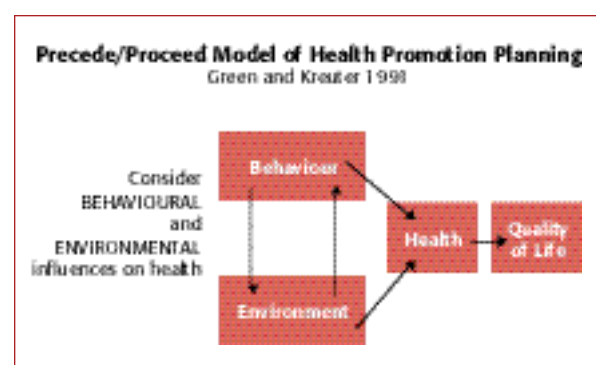 Precede/Proceed Model of Health Promotion Planning
Green and Kreuter 1991
Consider
BEHAVIOURAL
and
ENVIRONMENTAL
influences on health
Behaviour
Environment
Health
Quality
of Life